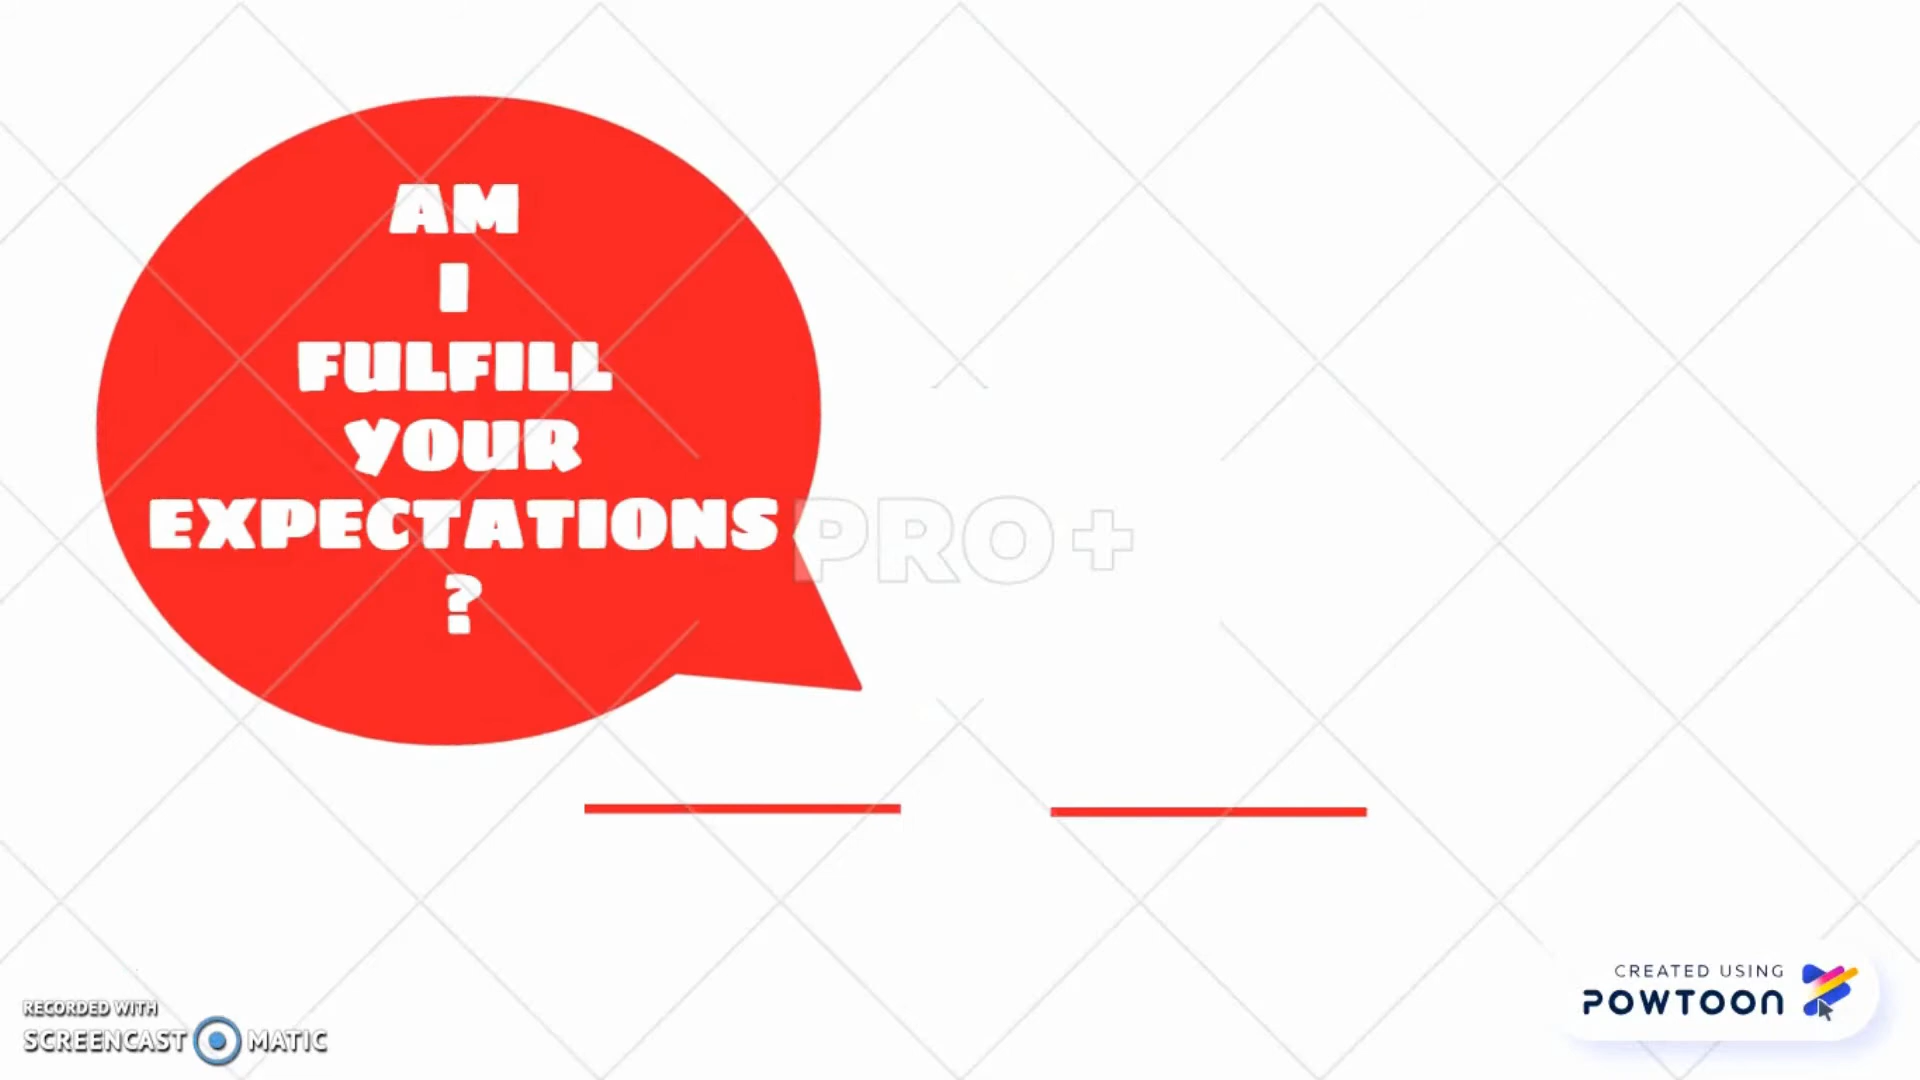 AM
I
FULFILL
YOUR
EXPECTATIONS
?
PRO+
CREATED USING
POWTOON
RECORDED WITH
SCREENCAST MATIC